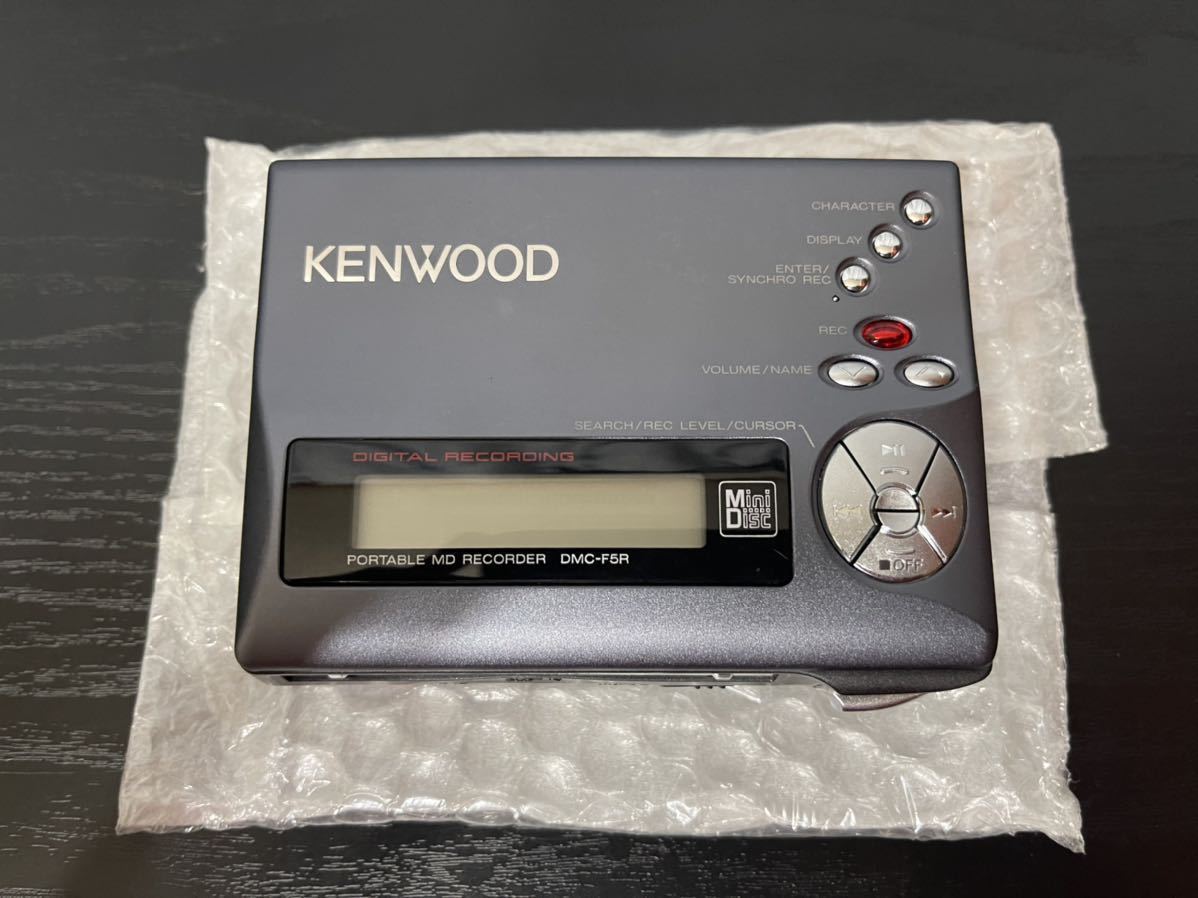 CHARACTER
DISPLAY
KENWOOD
ENTER/
SYNCHRO REC
REC
VOLUME/NAME
SEARCH/REC LEVEL/CURSOR
DIGITAL RECORDING
Mini
Disc
PORTABLE MD RECORDER DMC-F5R
■OFF